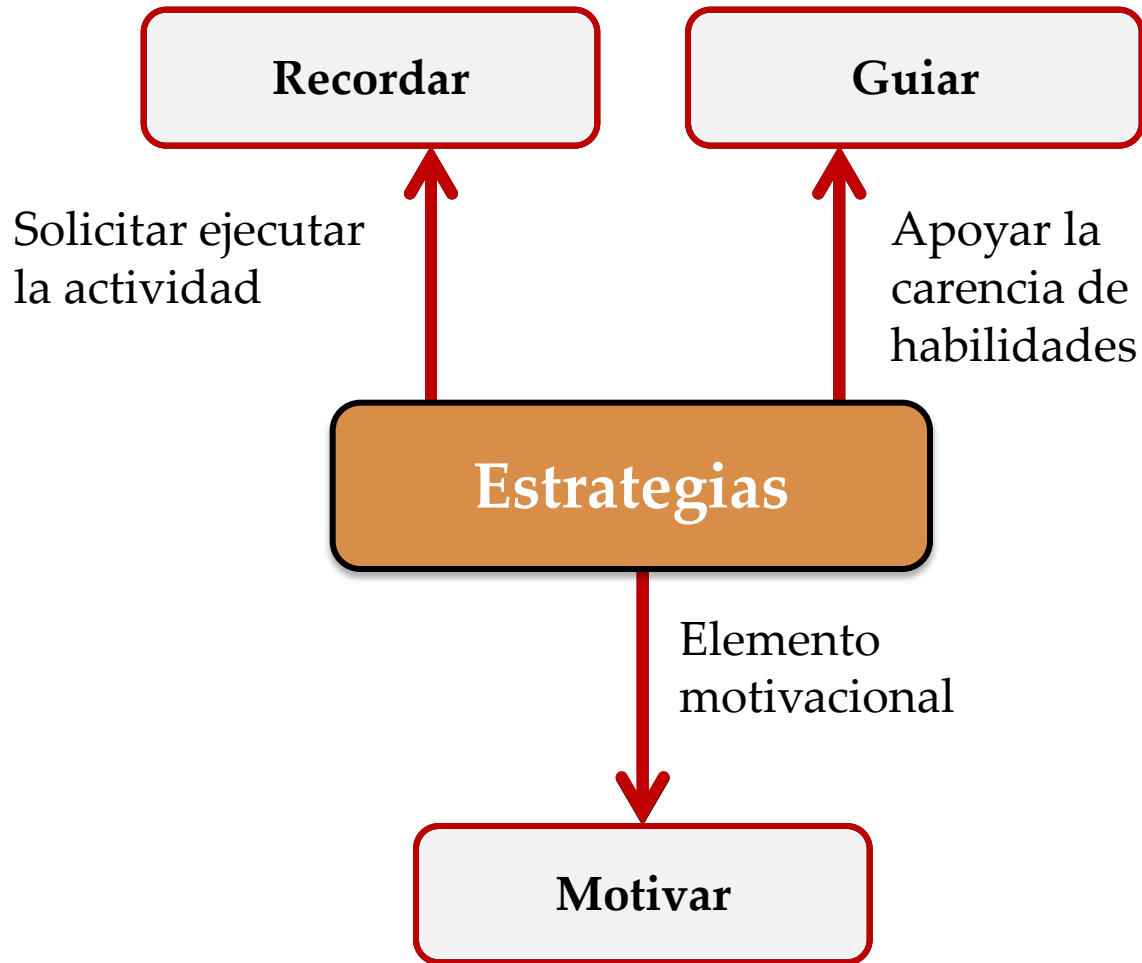 Recordar
Guiar
Solicitar ejecutar
la actividad
Apoyar la
carencia de
habilidades
Estrategias
Elemento
motivacional
Motivar